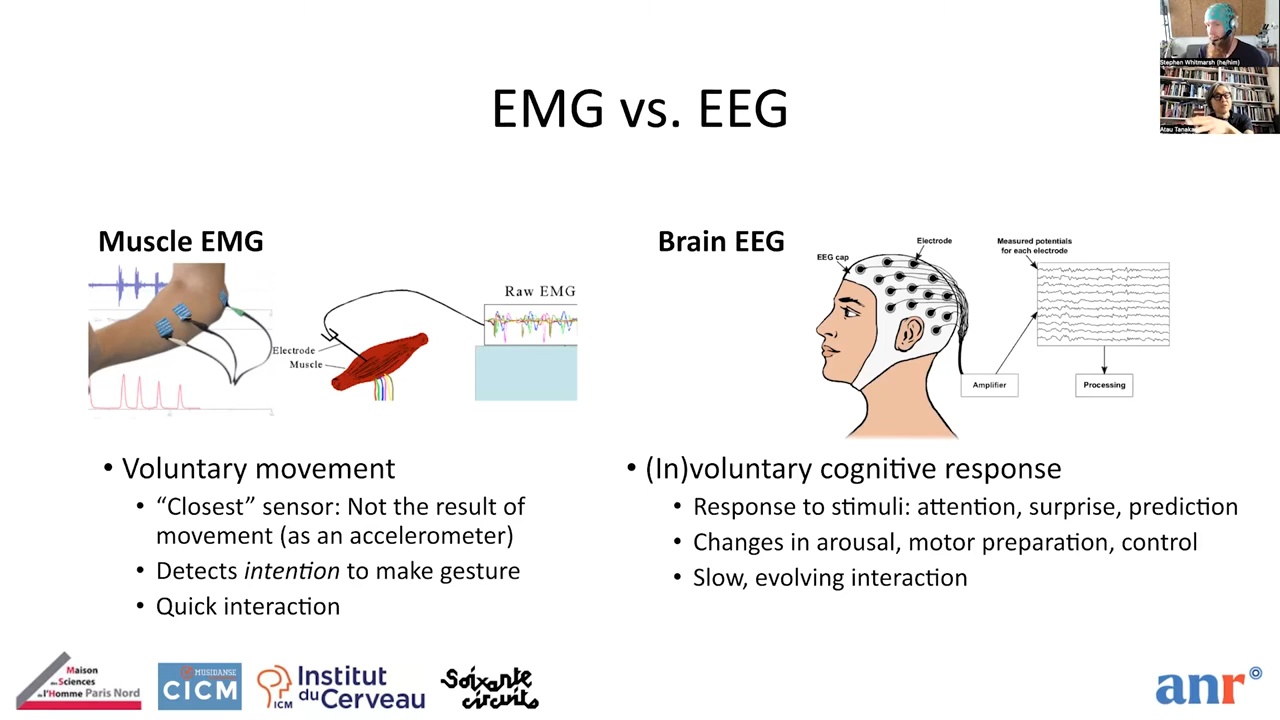 Stephen Whitmarsh (he/him)
Atau Tanaka
EMG vs. EEG
Muscle EMG
Raw EMG
Electrode
Muscle
• Voluntary movement
• “Closest” sensor: Not the result of
movement (as an accelerometer)
• Detects intention to make gesture
• Quick interaction
Brain EEG
EEG cap
Electrode
Measured potentials
for each electrode
Amplifier
Processing
• (In)voluntary cognitive response
• Response to stimuli: attention, surprise, prediction
• Changes in arousal, motor preparation, control
• Slow, evolving interaction
Maison
des Sciences
de l'Homme Paris Nord
MUSIDANSE
CICM
ICM
Institut
du Cerveau
Soixante
circuits
anr